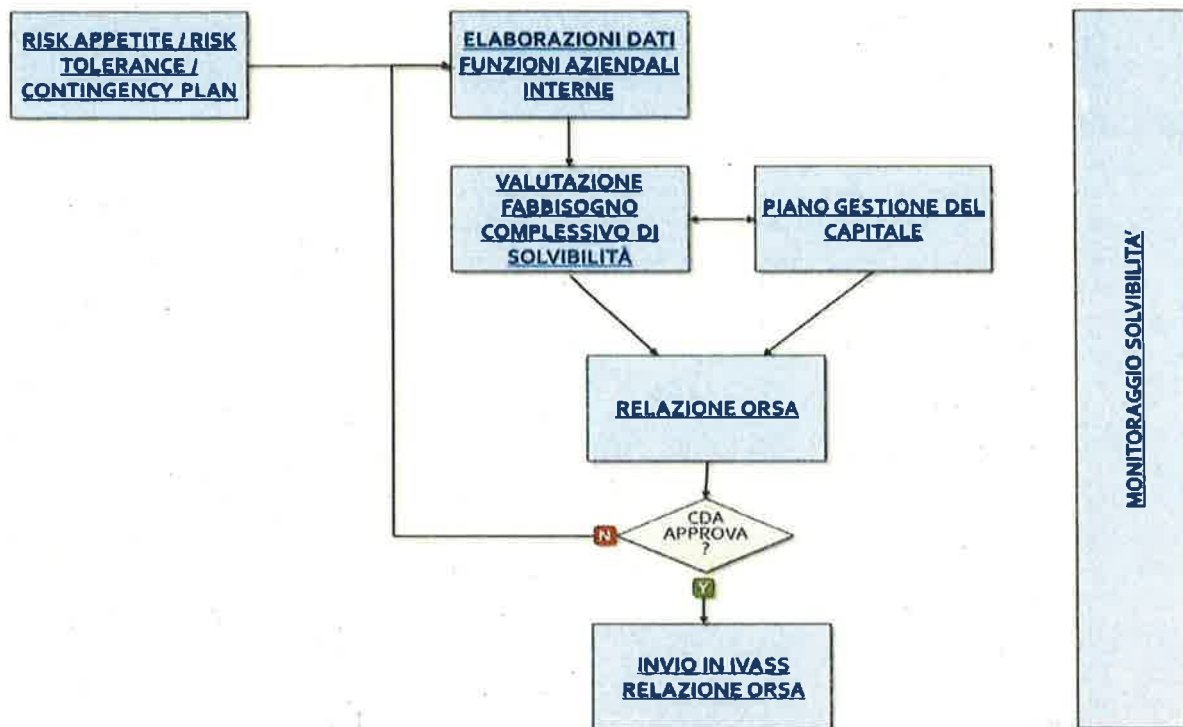 RISK APPETITE / RISK
TOLERANCE /
CONTINGENCY PLAN
ELABORAZIONI DATI
FUNZIONI AZIENDALI
INTERNE
VALUTAZIONE
FABBISOGNO
COMPLESSIVO DI
SOLVIBILITÀ
PIANO GESTIONE DEL
CAPITALE
RELAZIONE ORSA
CDA
APPROVA
?
N
Y
INVIO IN IVASS
RELAZIONE ORSA
MONITORAGGIO SOLVIBILITA'